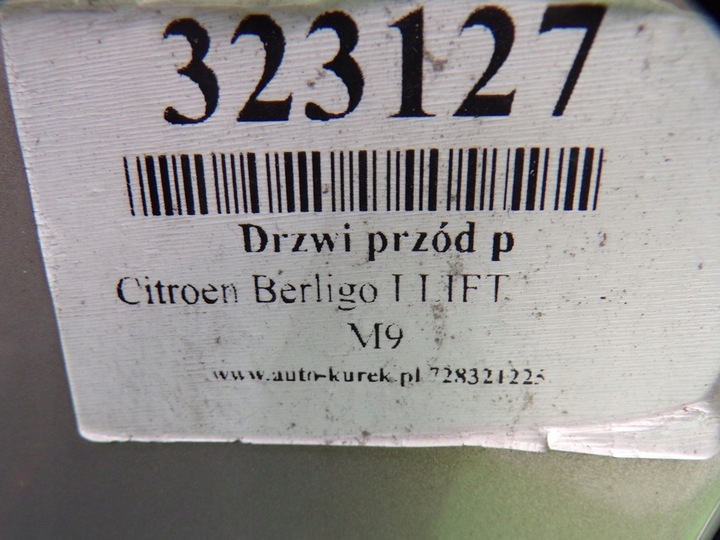 323127
Drzwi przód p
Citroen Berligo I LIFT
M9
www.auto-kurek.pl 728321225